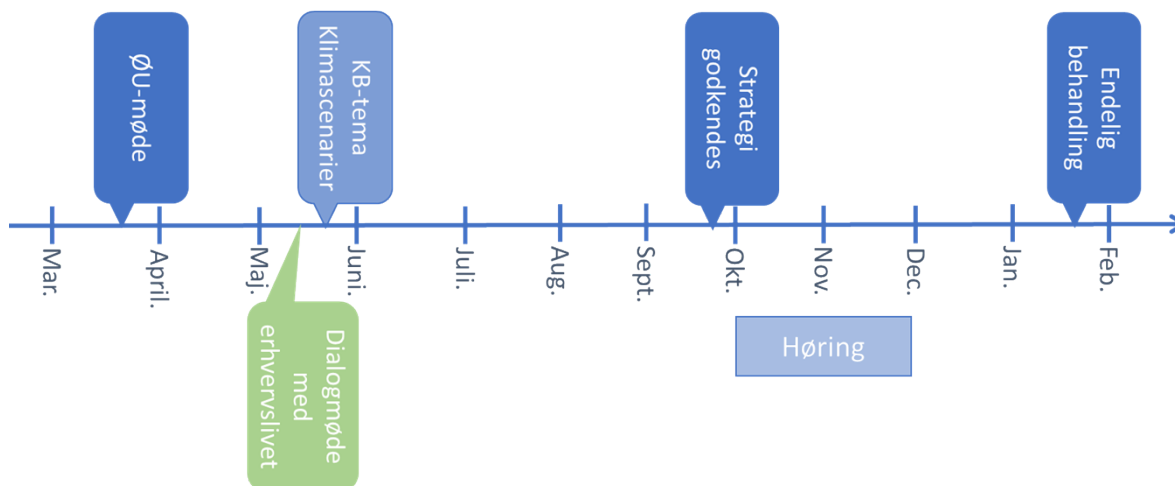 ØU-møde
KB-tema
Klimascenarier
Strategi
godkendes
Endelig
behandling
Mar.
April.
Maj.
Juni.
Juli.
Aug.
Sept.
Okt.
Nov.
Dec.
Jan.
Feb.
Dialogmøde
med
erhvervslivet
Høring